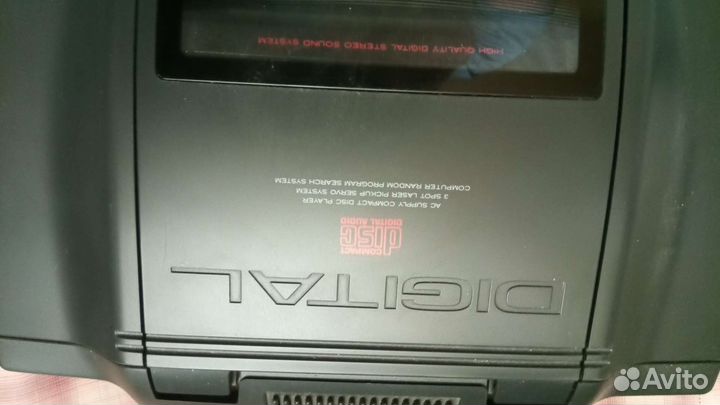 DIGITAL
COMPACT
disc
DIGITAL AUDIO
AC SUPPLY COMPACT DISC PLAYER
3 SPOT LASER PICKUP SERVO SYSTEM
COMPUTER RANDOM PROGRAM SEARCH SYSTEM
HIGH QUALITY DIGITAL STEREO SOUND SYSTEM
Avito